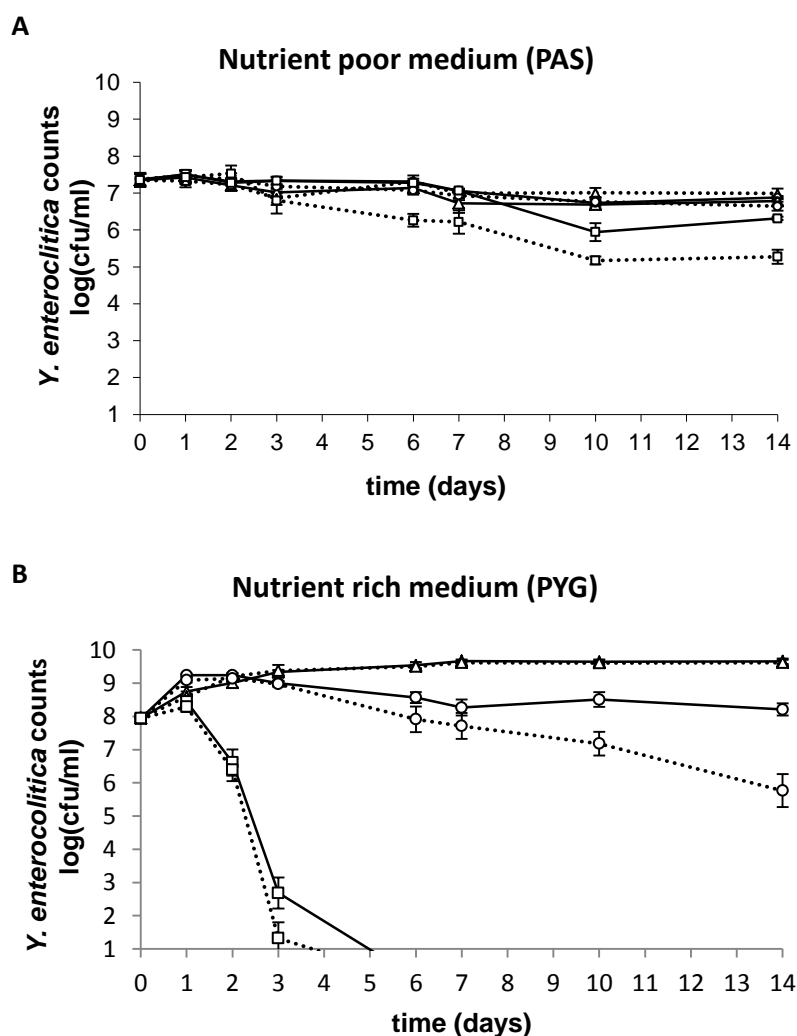 A
Nutrient poor medium (PAS)
Y. enteroclitica counts
log(cfu/ml)
10
9
8
7
6
5
4
3
2
1
0 1 2 3 4 5 6 7 8 9 10 11 12 13 14
time (days)
B
Nutrient rich medium (PYG)
Y. enterocolitica counts
log(cfu/ml)
10
9
8
7
6
5
4
3
2
1
0 1 2 3 4 5 6 7 8 9 10 11 12 13 14
time (days)